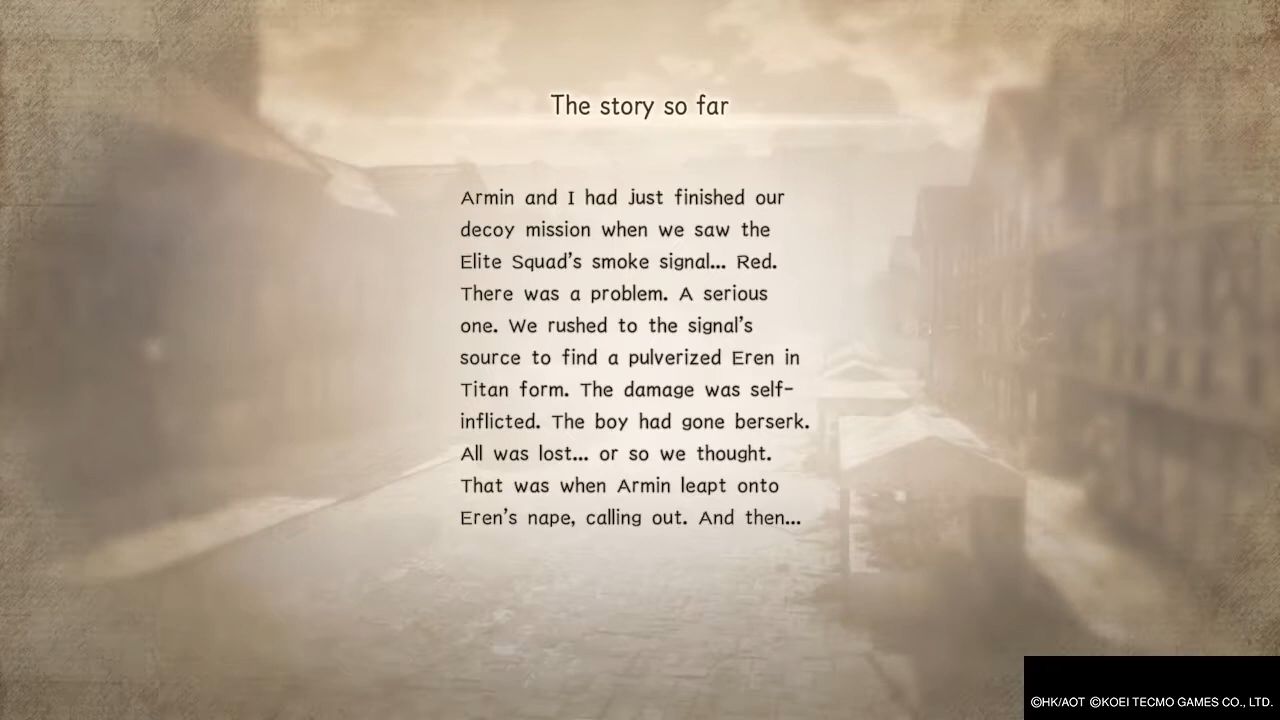 The story so far
Armin and I had just finished our
decoy mission when we saw the
Elite Squad's smoke signal... Red.
There was a problem. A serious
one. We rushed to the signal's
source to find a pulverized Eren in
Titan form. The damage was self-
inflicted. The boy had gone berserk.
All was lost... or so we thought.
That was when Armin leapt onto
Eren's nape, calling out. And then...
©HK/AOT ©KOEI TECMO GAMES CO., LTD.